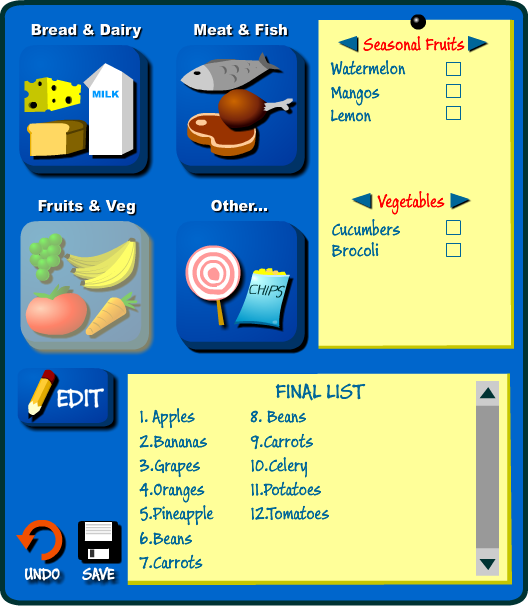 Bread & Dairy
Meat & Fish
MILK
Fruits & Veg
Other...
CHIPS
Seasonal Fruits
Watermelon
Mangos
Lemon
Vegetables
Cucumbers
Brocoli
EDIT
UNDO
SAVE
FINAL LIST
1. Apples
2.Bananas
3.Grapes
4.Oranges
5.Pineapple
6.Beans
7.Carrots
8. Beans
9.Carrots
10.Celery
11.Potatoes
12.Tomatoes